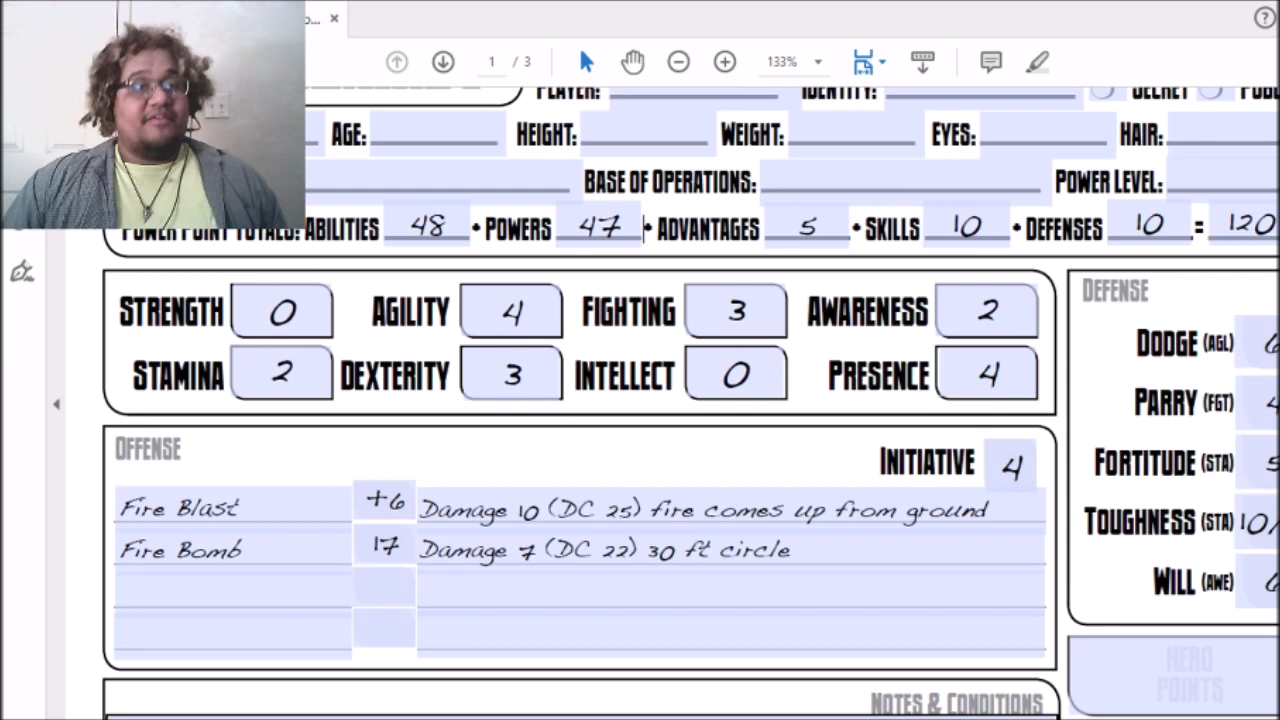 o... ×
1 / 3 133%
PLAYER: IDENTITY: SECRET
AGE: HEIGHT: WEIGHT: EYES: HAIR:
BASE OF OPERATIONS: POWER LEVEL:
POWER POINT TOTALS: ABILITIES 48 • POWERS 47 • ADVANTAGES 5 • SKILLS 10 • DEFENSES 10 = 120
STRENGTH 0 AGILITY 4 FIGHTING 3 AWARENESS 2
STAMINA 2 DEXTERITY 3 INTELLECT 0 PRESENCE 4
OFFENSE
INITIATIVE 4
Fire Blast +6 Damage 10 (DC 25) fire comes up from ground
Fire Bomb 17 Damage 7 (DC 22) 30 ft circle
NOTES & CONDITIONS
DEFENSE
DODGE (AGL)
PARRY (FGT)
FORTITUDE (STA)
TOUGHNESS (STA) 10/
WILL (AWE)
HERO
POINTS